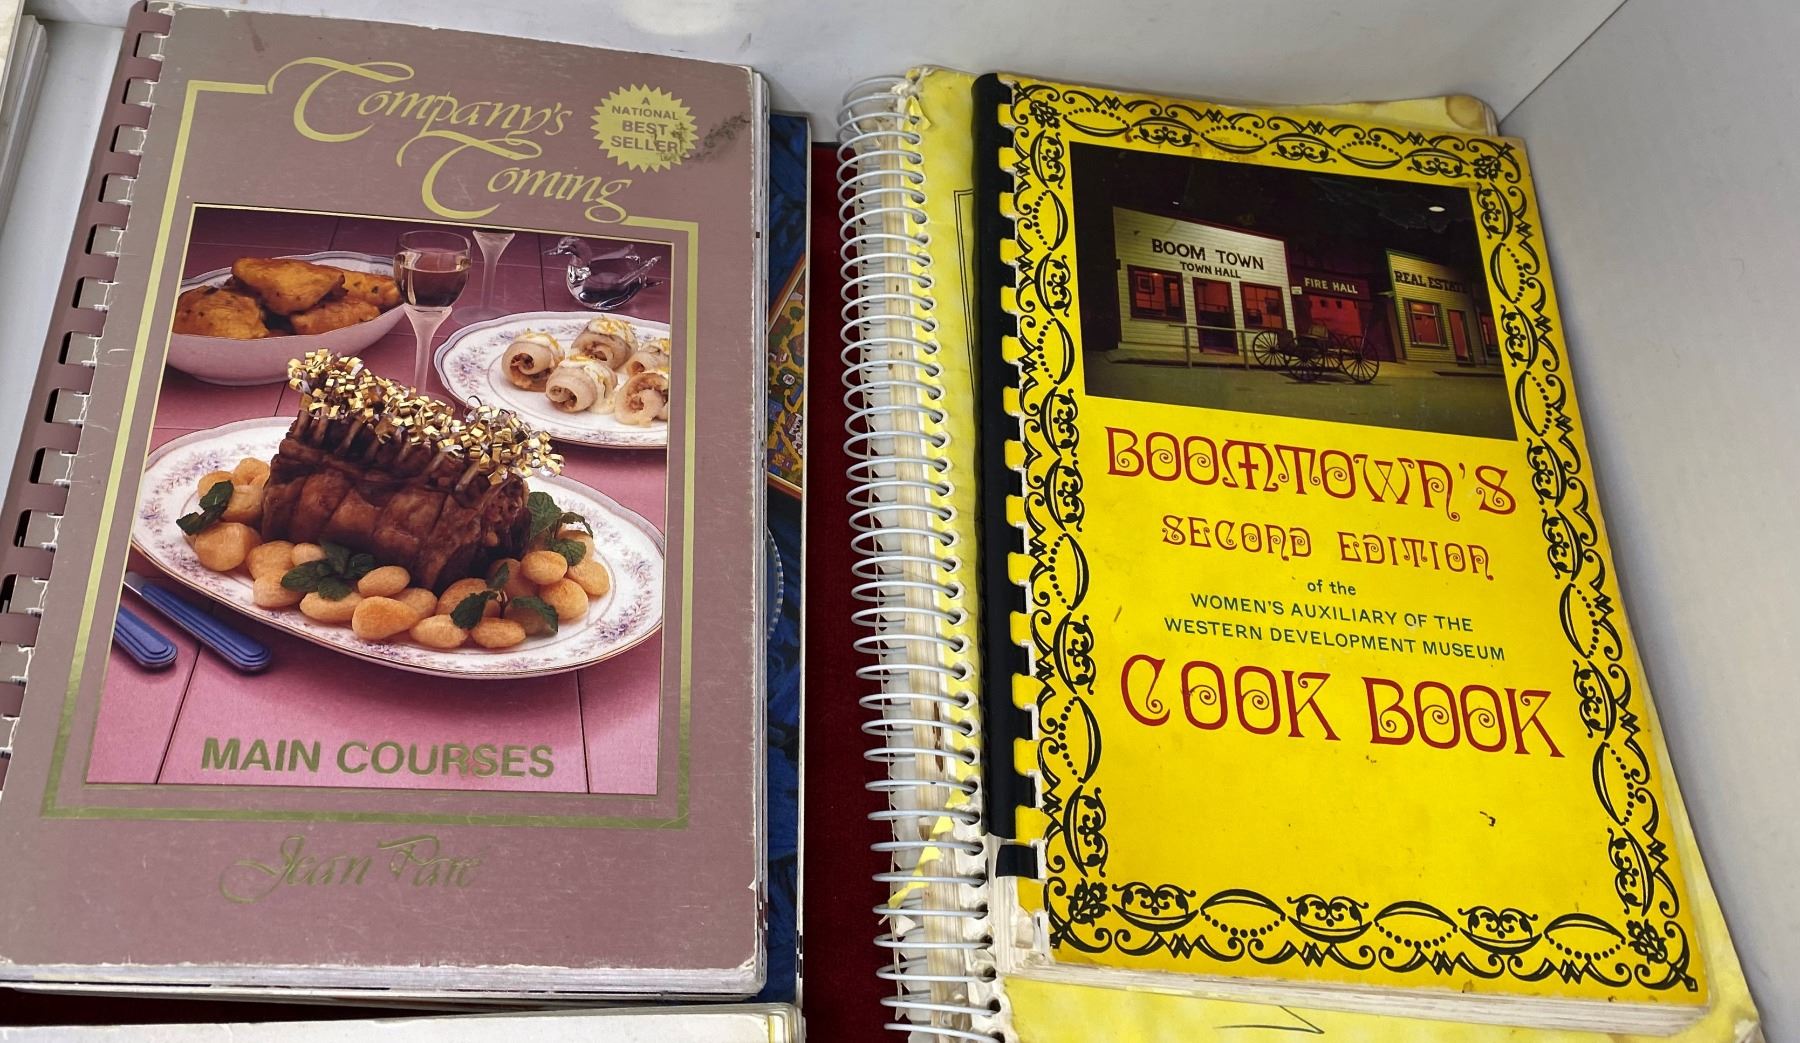 Company's
Coming
A
NATIONAL
BEST
SELLER
MAIN COURSES
Jean Paré
BOOM TOWN
TOWN HALL
FIRE HALL
REAL ESTATE
BOOMTOWN'S
SECOND EDITION
of the
WOMEN'S AUXILIARY OF THE
WESTERN DEVELOPMENT MUSEUM
COOK BOOK